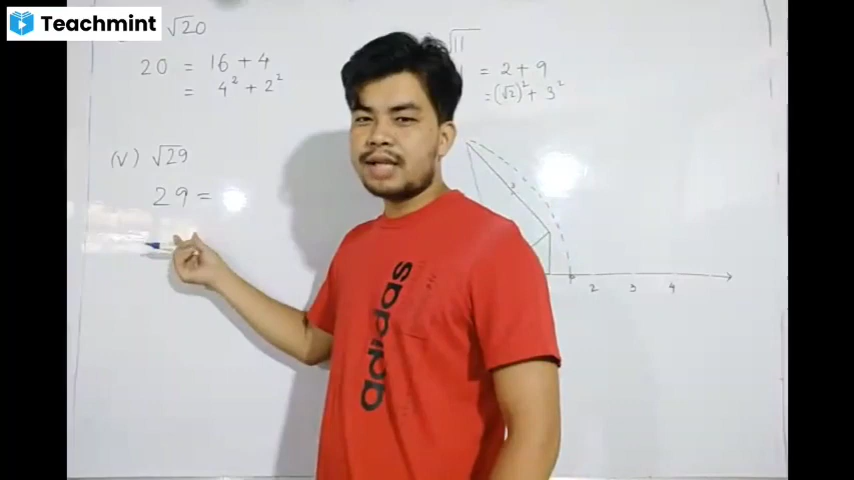 Teachmint
√20
20 = 16 + 4
= 4² + 2²
(v) √29
29 =
√11
= 2 + 9
= (√2)² + 3²
2 3 4
adidas